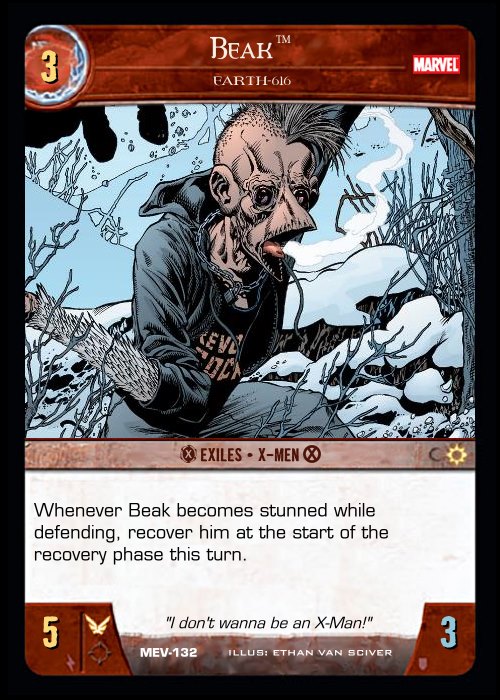 3
BEAK™
EARTH-616
MARVEL
EXILES • X-MEN
Whenever Beak becomes stunned while
defending, recover him at the start of the
recovery phase this turn.
"I don't wanna be an X-Man!"
5
3
MEV-132 ILLUS: ETHAN VAN SCIVER